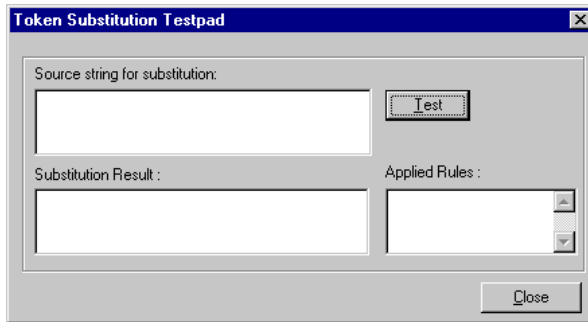 Token Substitution Testpad
Source string for substitution:
Test
Substitution Result :
Applied Rules :
Close